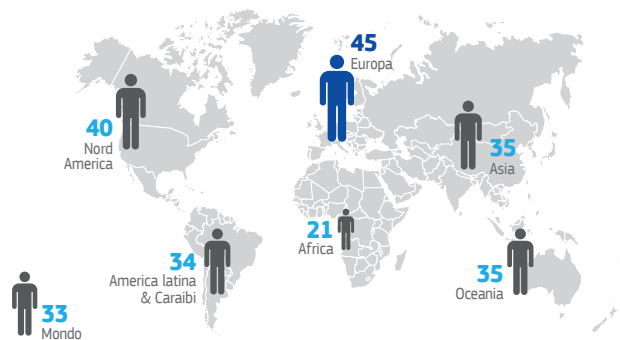 45
Europa
40
Nord
America
35
Asia
21
Africa
34
America latina
& Caraibi
35
Oceania
33
Mondo